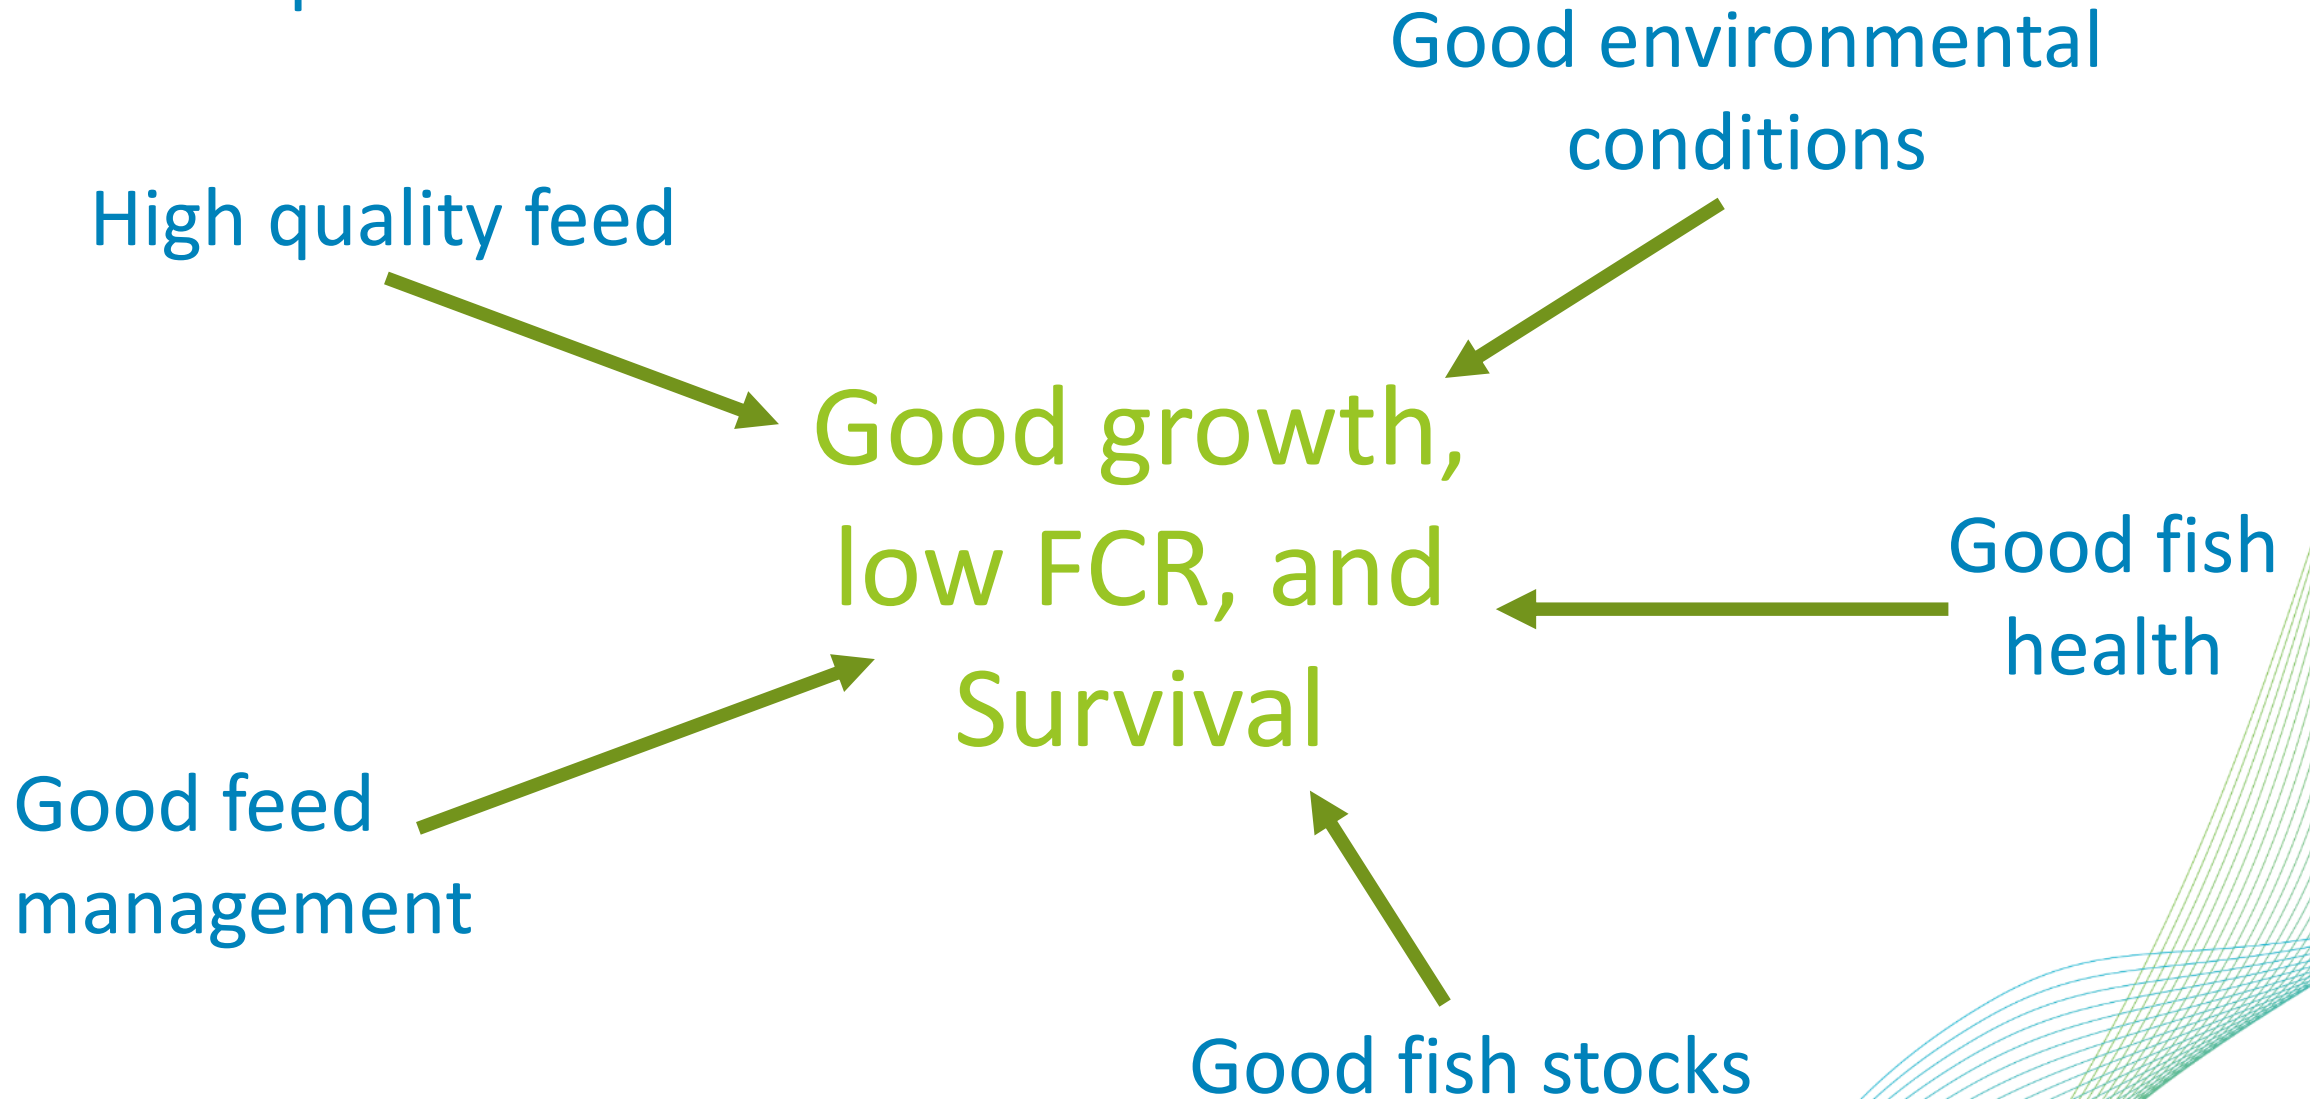 Good environmental
conditions
High quality feed
Good growth,
low FCR, and
Survival
Good fish
health
Good feed
management
Good fish stocks